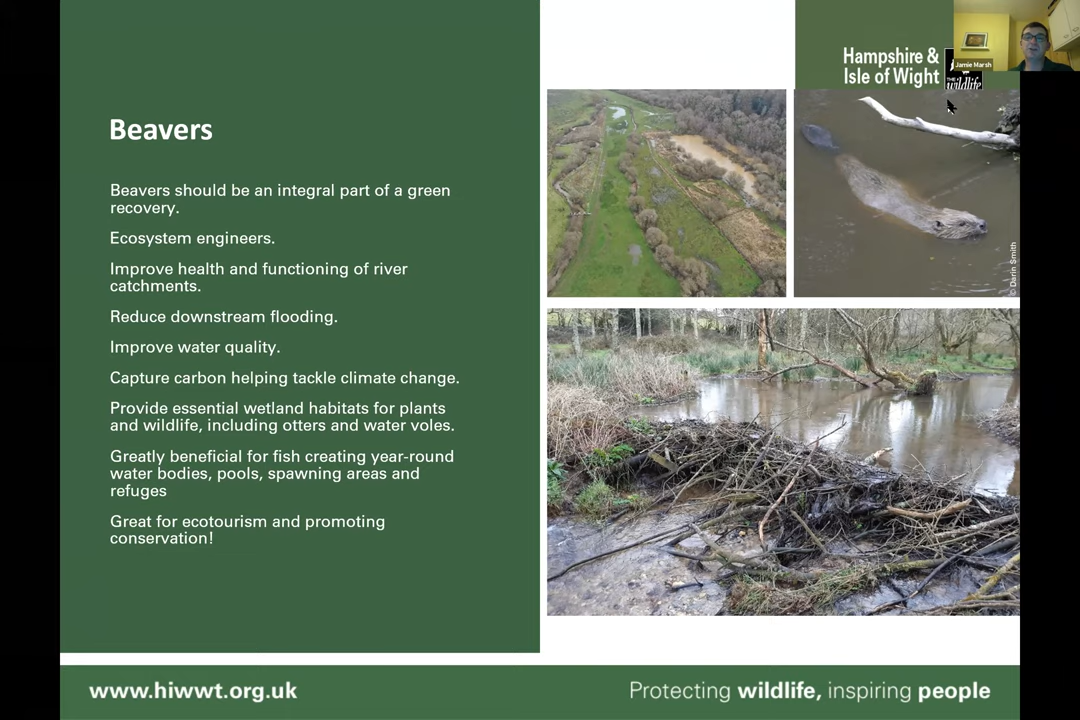 Beavers
Beavers should be an integral part of a green
recovery.
Ecosystem engineers.
Improve health and functioning of river
catchments.
Reduce downstream flooding.
Improve water quality.
Capture carbon helping tackle climate change.
Provide essential wetland habitats for plants
and wildlife, including otters and water voles.
Greatly beneficial for fish creating year-round
water bodies, pools, spawning areas and
refuges
Great for ecotourism and promoting
conservation!
Hampshire &
Isle of Wight
THE
wildlife
Jamie Marsh
© Darin Smith
www.hiwwt.org.uk
Protecting wildlife, inspiring people